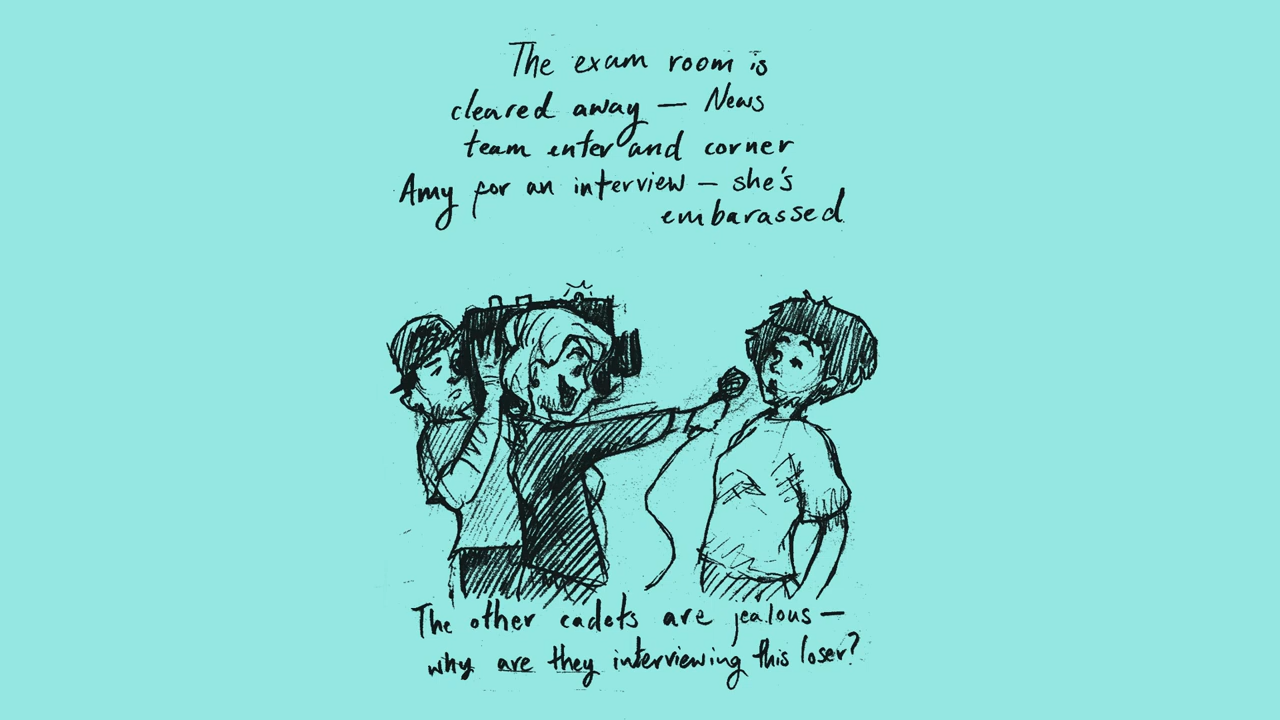 The exam room is
cleared away — News
team enter and corner
Amy for an interview — she's
embarassed
The other cadets are jealous —
why are they interviewing this loser?